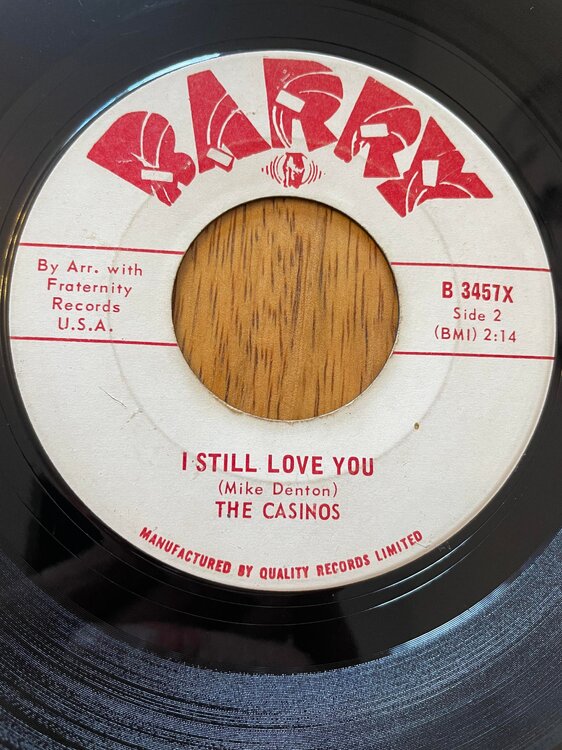 BARRY
By Arr. with
Fraternity
Records
U.S.A.
B 3457X
Side 2
(BMI) 2:14
I STILL LOVE YOU
(Mike Denton)
THE CASINOS
MANUFACTURED BY QUALITY RECORDS LIMITED